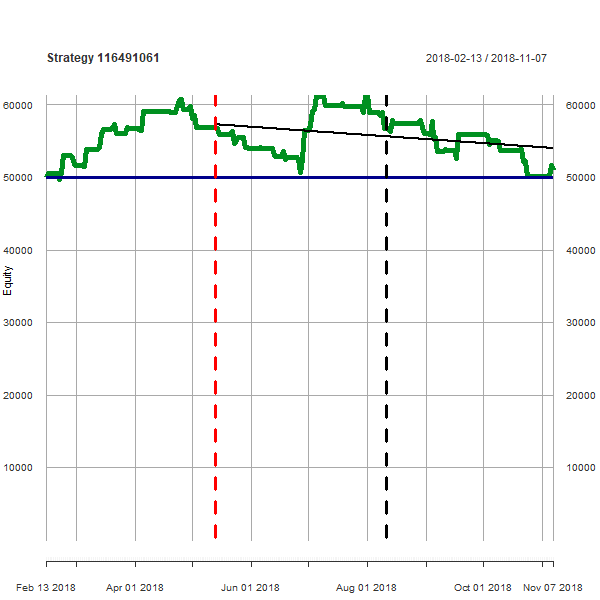 Strategy 116491061 2018-02-13 / 2018-11-07
60000 60000
50000 50000
40000 40000
30000 30000
20000 20000
10000 10000
Equity
Feb 13 2018 Apr 01 2018 Jun 01 2018 Aug 01 2018 Oct 01 2018 Nov 07 2018